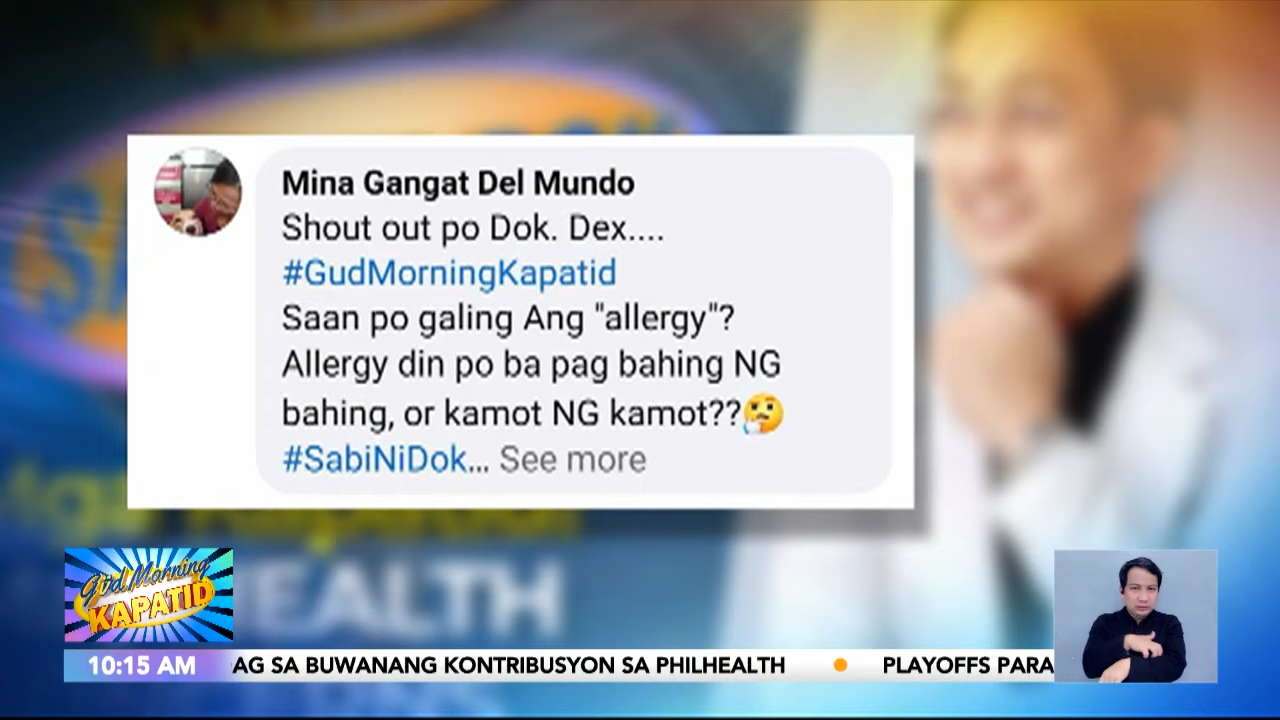 Mina Gangat Del Mundo
Shout out po Dok. Dex....
#GudMorningKapatid
Saan po galing Ang "allergy"?
Allergy din po ba pag bahing NG
bahing, or kamot NG kamot??🤔
#SabiNiDok... See more
HEALTH
Gud Morning
KAPATID
10:15 AM
AG SA BUWANANG KONTRIBUSYON SA PHILHEALTH
PLAYOFFS PARA